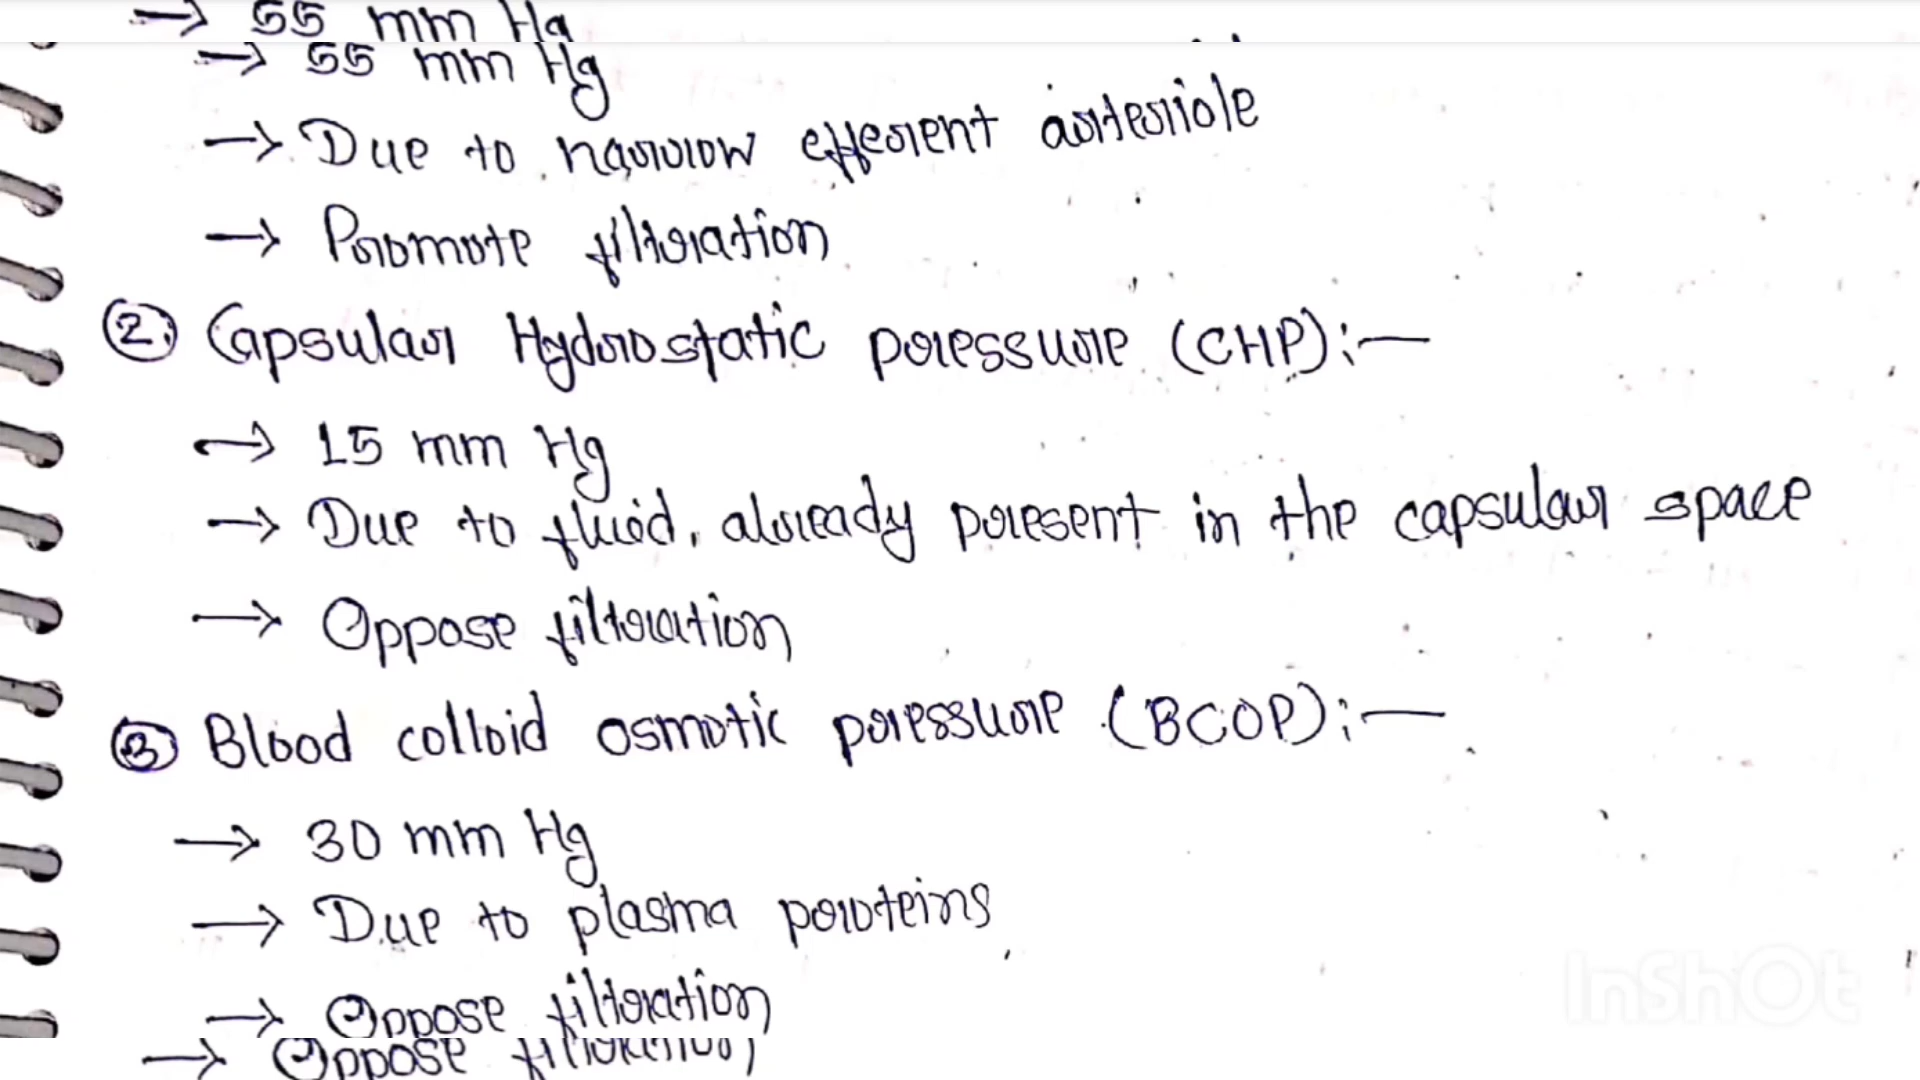 → 55 mm Hg
→ 55 mm Hg
→ Due to narrow efferent arteriole
→ Promote filtration
② Capsular Hydrostatic pressure (CHP):—
→ 15 mm Hg
→ Due to fluid, already present in the capsular space
→ Oppose filtration
③ Blood colloid osmotic pressure (BCOP):—
→ 30 mm Hg
→ Due to plasma proteins
→ Oppose filtration
→ Oppose filtration
InShOt